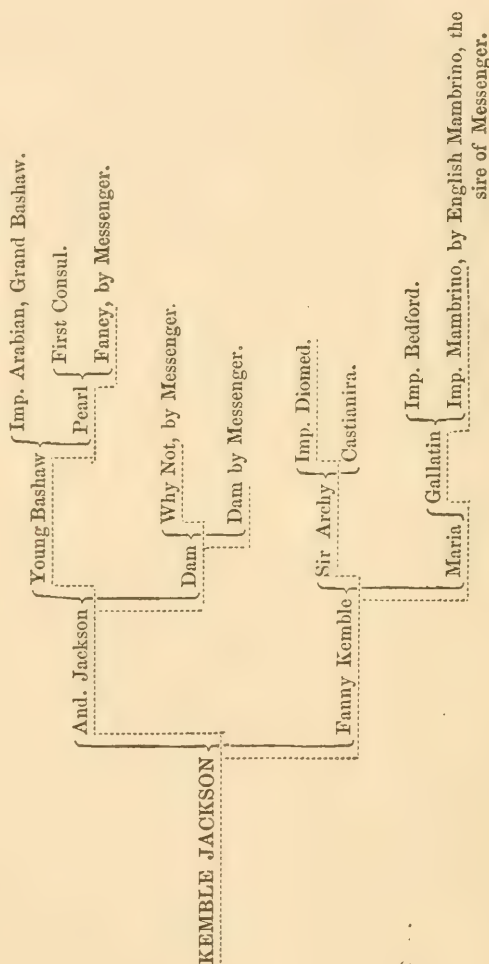 KEMBLE JACKSON
And. Jackson
Young Bashaw
Imp. Arabian, Grand Bashaw.
Pearl
First Consul.
Fancy, by Messenger.
Dam
Why Not, by Messenger.
Dam by Messenger.
Fanny Kemble
Sir Archy
Imp. Diomed.
Castianira.
Maria
Gallatin
Imp. Bedford.
Imp. Mambrino, by English Mambrino, the
sire of Messenger.